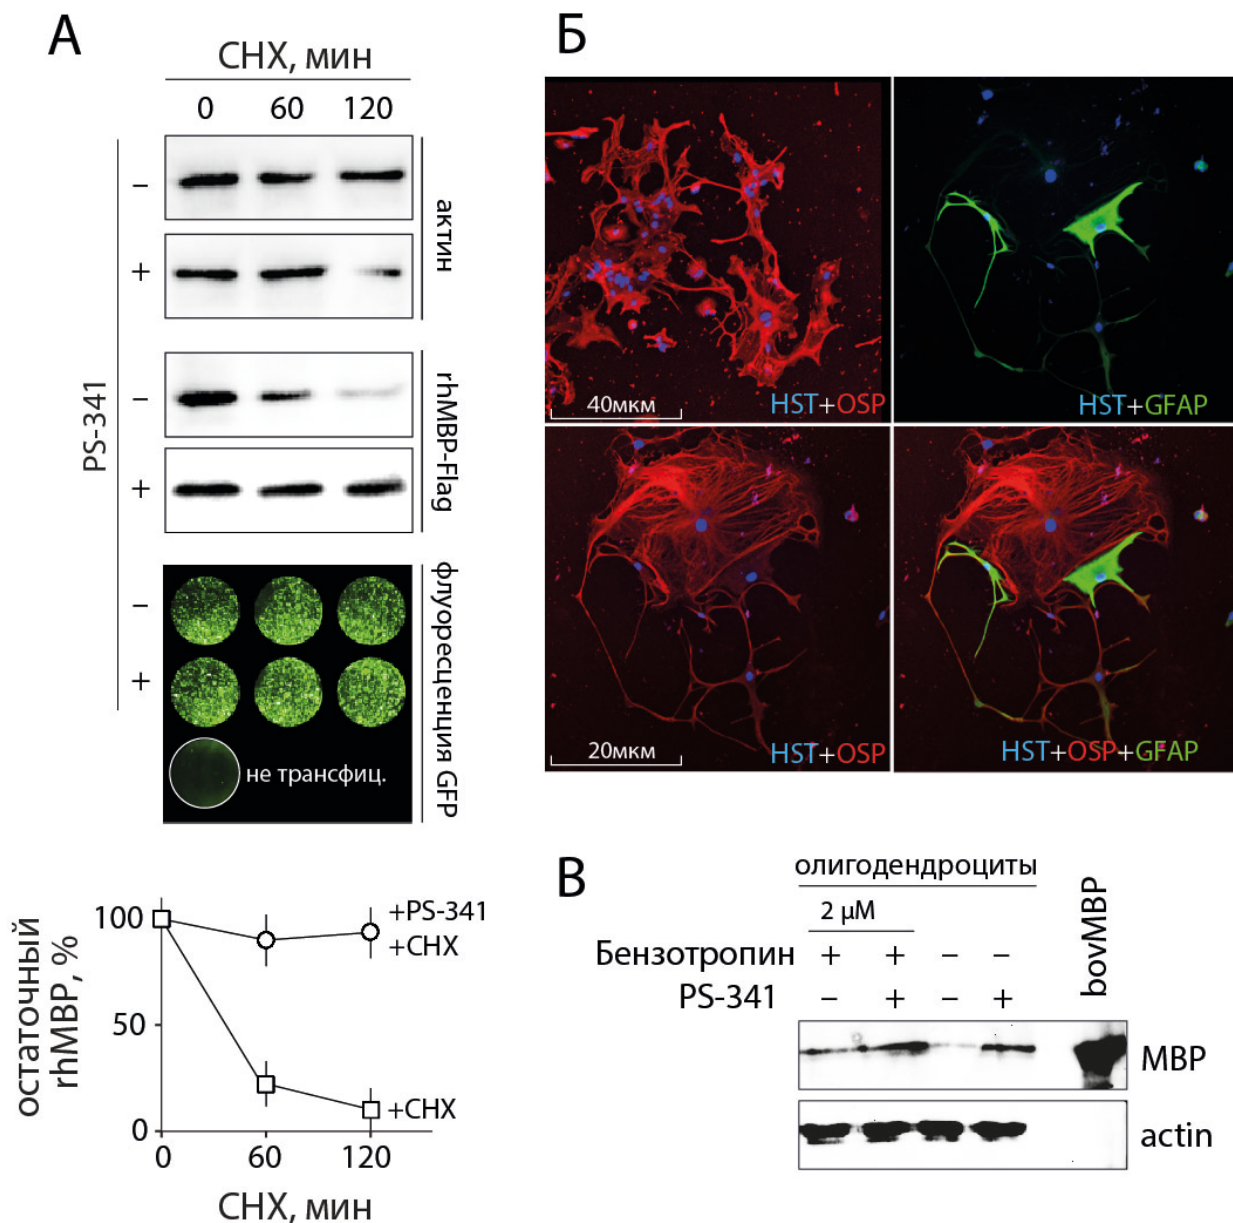 А
CHX, мин
0 60 120
PS-341
−
+
актин
−
+
rhMBP-Flag
−
+
флуоресценция GFP
не трансфиц.
остаточный
rhMBP, %
100
50
0
+PS-341
+CHX
+CHX
0 60 120
CHX, мин
Б
40мкм
HST+OSP
HST+GFAP
20мкм
HST+OSP
HST+OSP+GFAP
В
олигодендроциты
2 µM
Бензотропин + + − −
PS-341 − + − +
bovMBP
MBP
actin